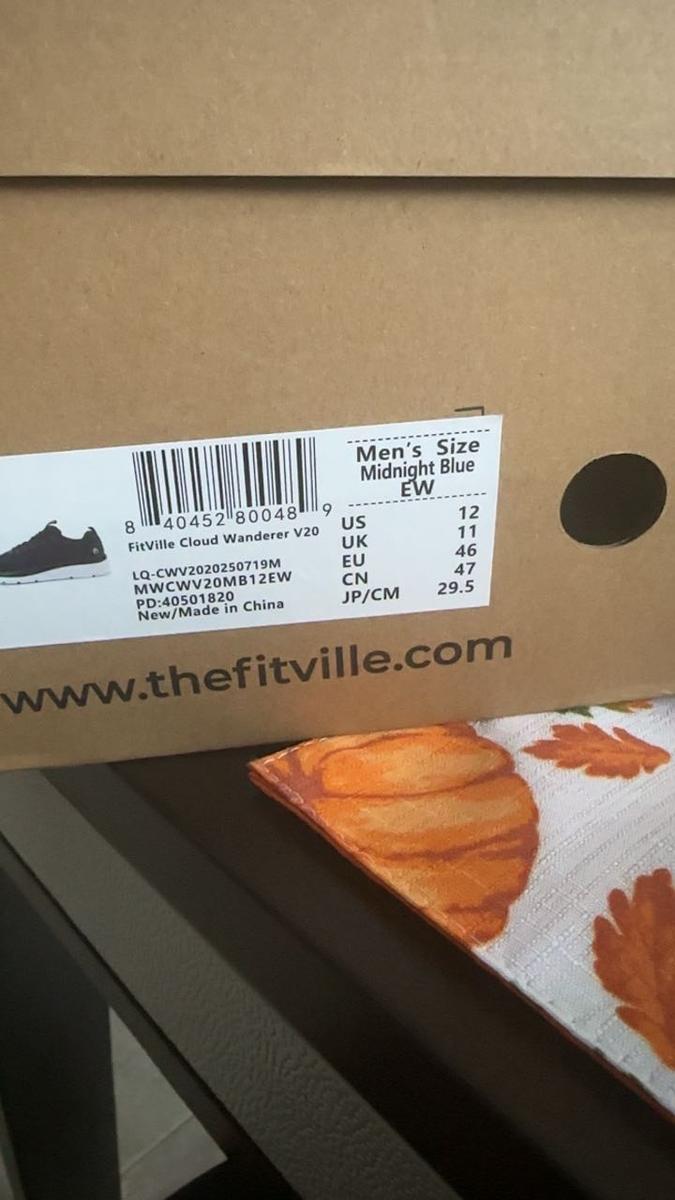 8 40452 80048 9
FitVille Cloud Wanderer V20
LQ-CWV2020250719M
MWCWV20MB12EW
PD:40501820
New/Made in China
Men's Size
Midnight Blue
EW
US 12
UK 11
EU 46
CN 47
JP/CM 29.5
www.thefitville.com